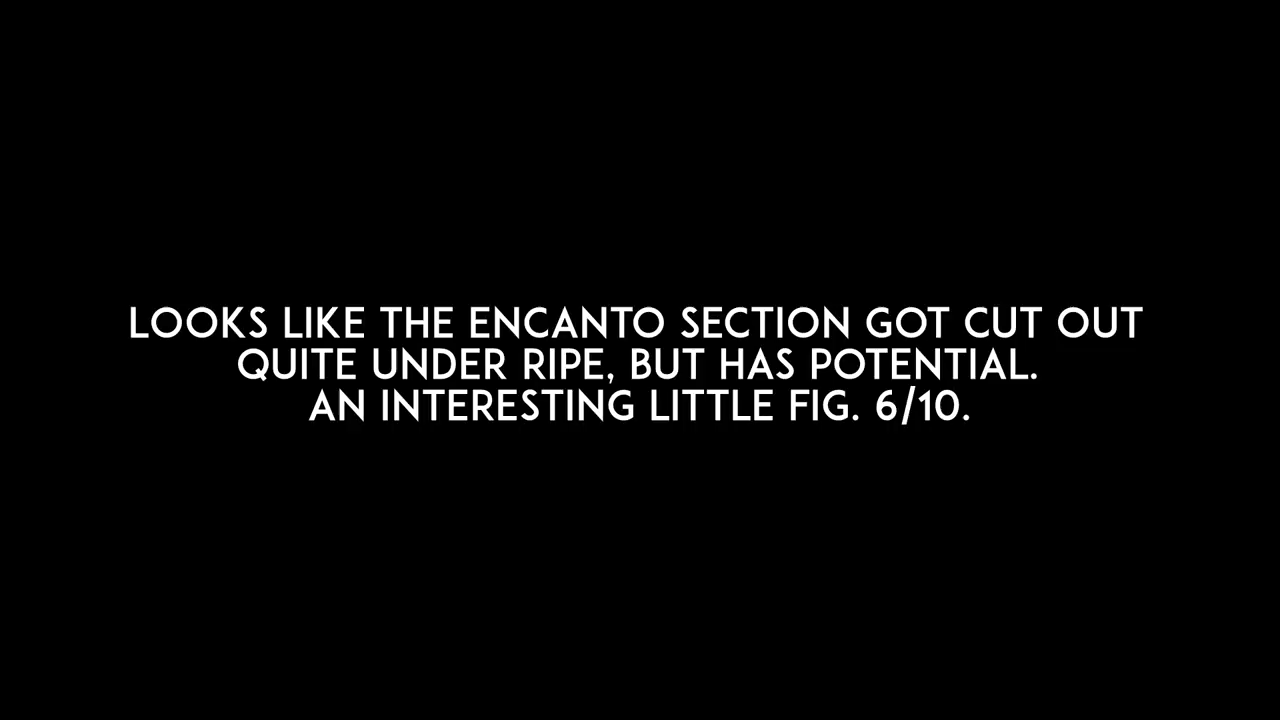 LOOKS LIKE THE ENCANTO SECTION GOT CUT OUT
QUITE UNDER RIPE, BUT HAS POTENTIAL.
AN INTERESTING LITTLE FIG. 6/10.